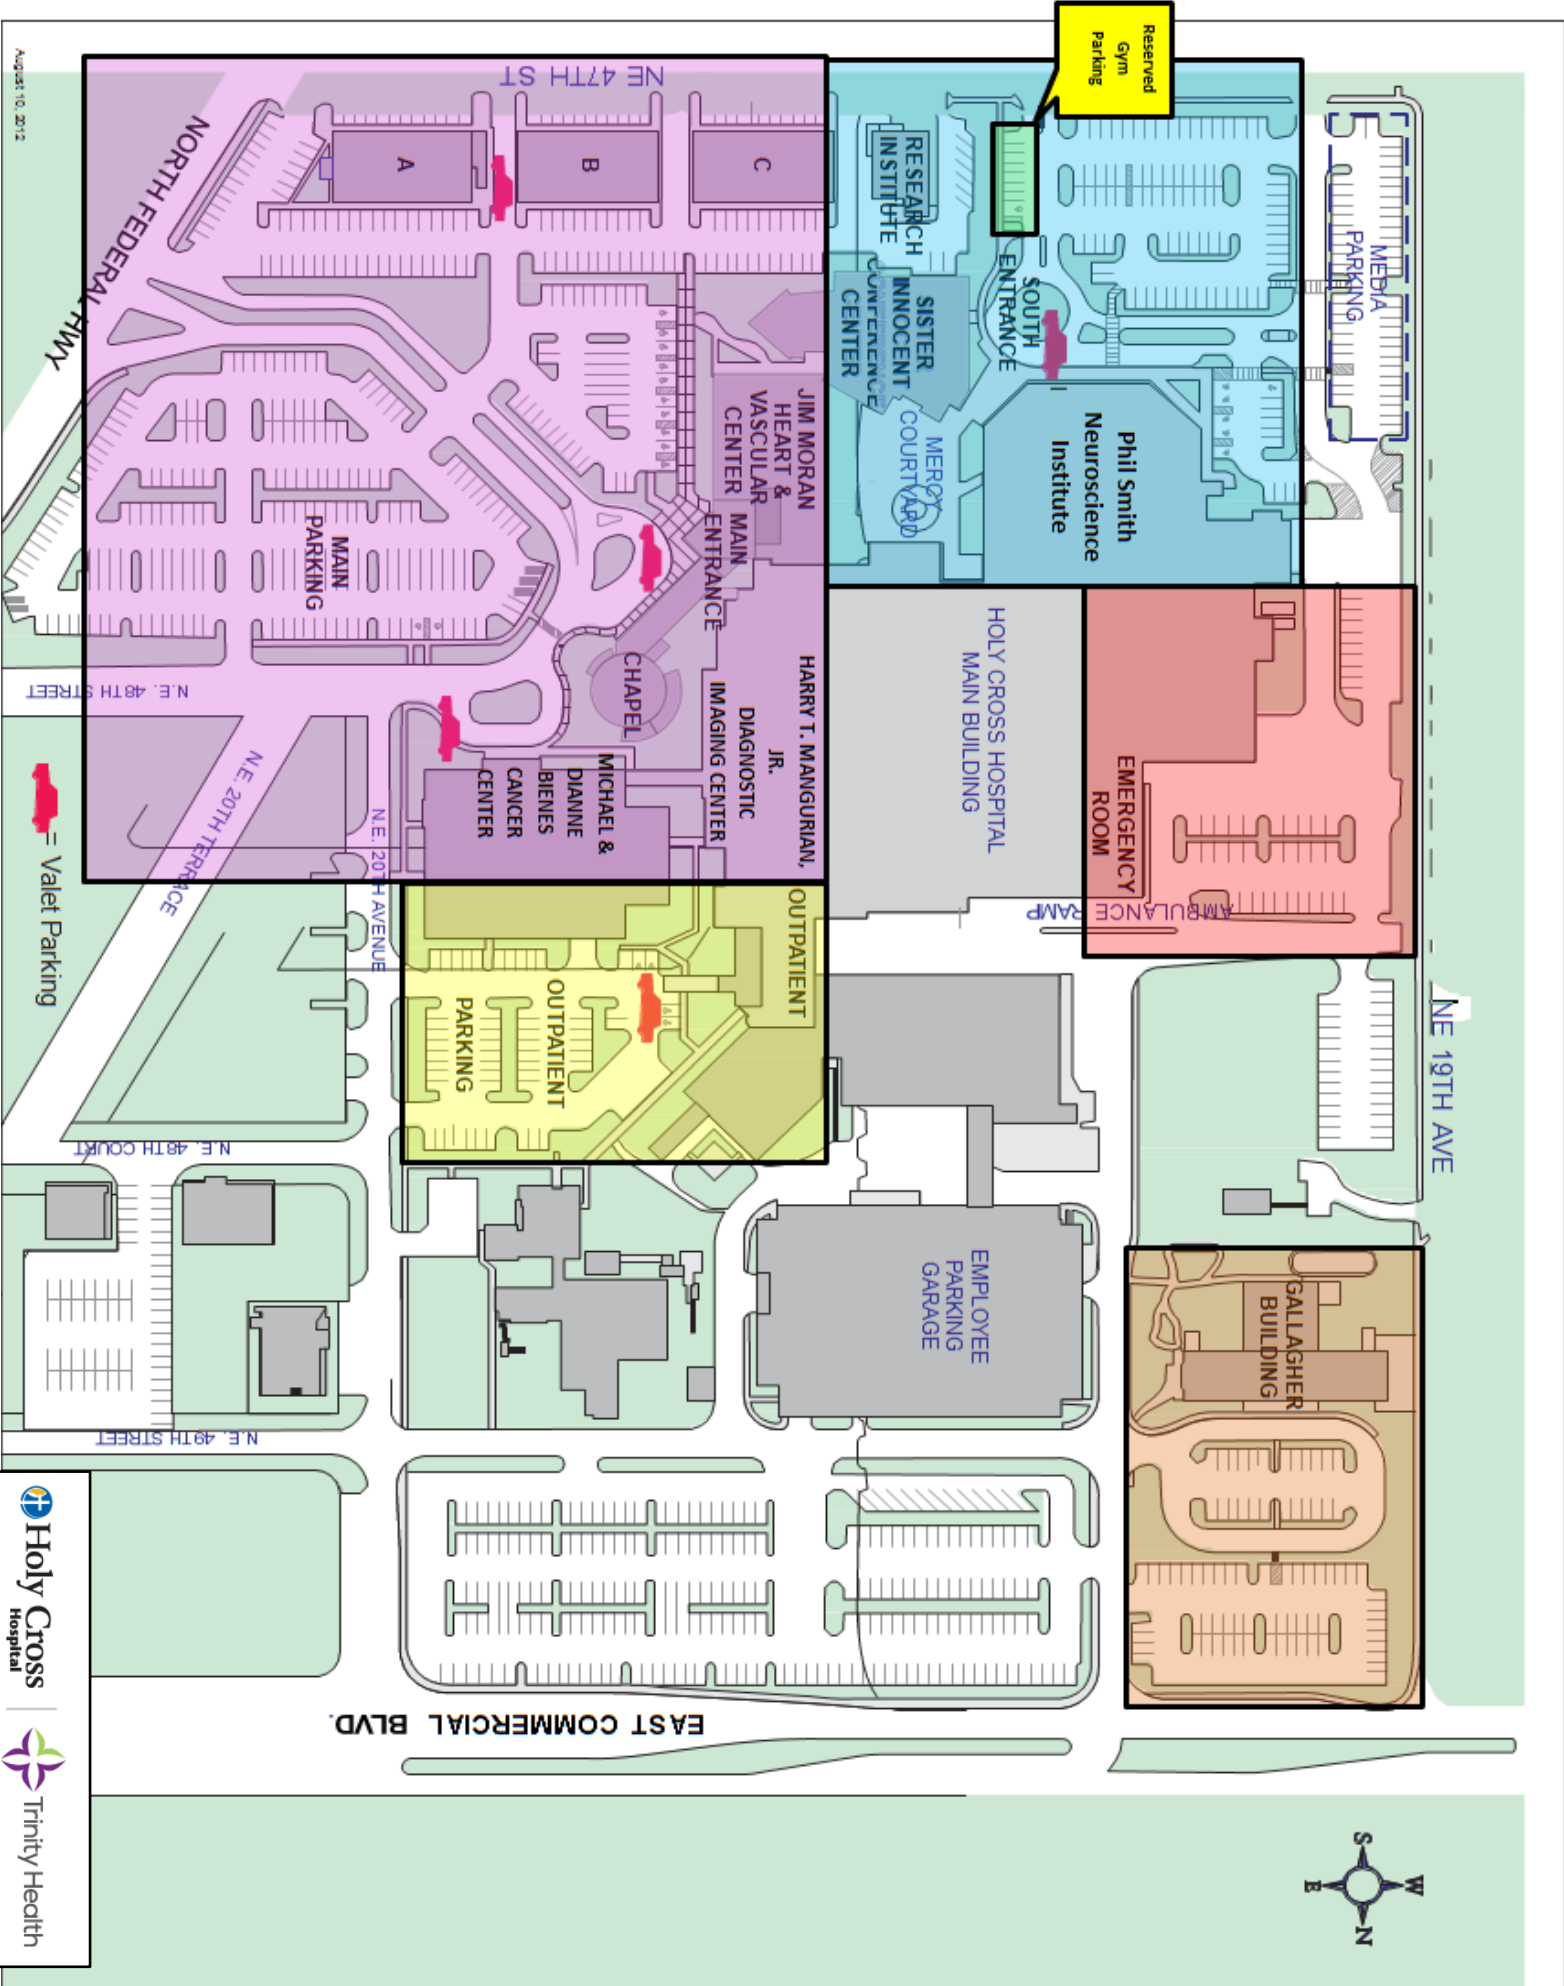 Reserved
Gym
Parking
August 10, 2012
NE 47TH ST
NORTH FEDERAL HWY
A
B
C
RESEARCH
INSTITUTE
SISTER
INNOCENT
CONFERENCE
CENTER
SOUTH
ENTRANCE
MEDIA
PARKING
Phil Smith
Neuroscience
Institute
MERCY
COURTYARD
JIM MORAN
HEART &
VASCULAR
CENTER
MAIN
ENTRANCE
MAIN
PARKING
CHAPEL
HARRY T. MANGURIAN,
JR.
DIAGNOSTIC
IMAGING CENTER
MICHAEL &
DIANNE
BIENES
CANCER
CENTER
HOLY CROSS HOSPITAL
MAIN BUILDING
EMERGENCY
ROOM
AMBULANCE RAMP
N.E. 48TH STREET
N.E. 20TH TERRACE
N.E. 20TH AVENUE
= Valet Parking
OUTPATIENT
OUTPATIENT
PARKING
NE 19TH AVE
N.E. 48TH COURT
EMPLOYEE
PARKING
GARAGE
GALLAGHER
BUILDING
N.E. 49TH STREET
EAST COMMERCIAL BLVD.
Holy Cross
Hospital
Trinity Health
S
W
E
N